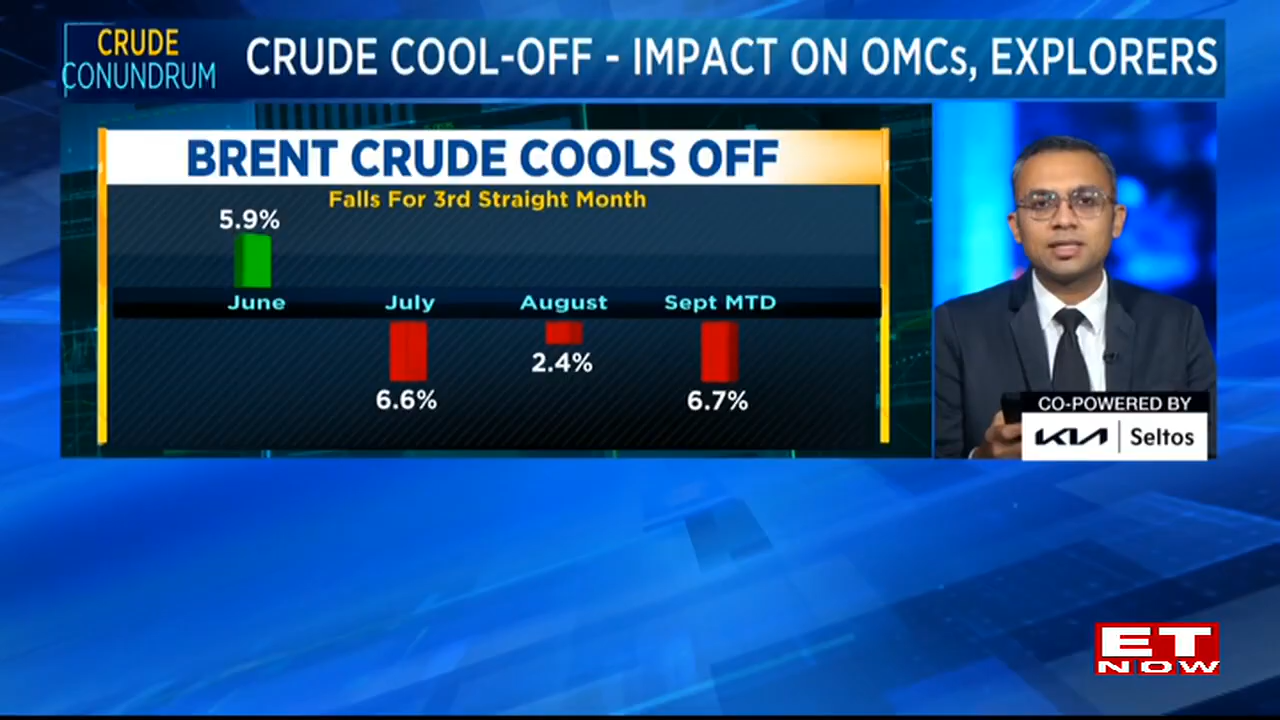 CRUDE
CONUNDRUM
CRUDE COOL-OFF - IMPACT ON OMCs, EXPLORERS
BRENT CRUDE COOLS OFF
Falls For 3rd Straight Month
5.9%
June July August Sept MTD
2.4%
6.6% 6.7%
CO-POWERED BY
KIA Seltos
ET
NOW